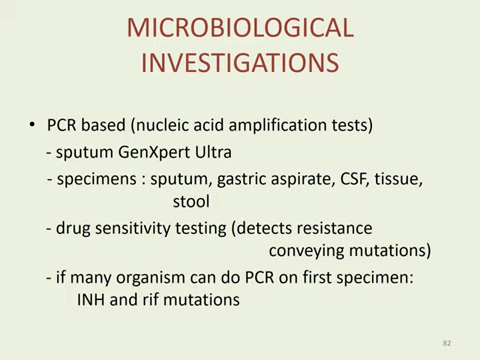 MICROBIOLOGICAL
INVESTIGATIONS
• PCR based (nucleic acid amplification tests)
- sputum GenXpert Ultra
- specimens : sputum, gastric aspirate, CSF, tissue,
stool
- drug sensitivity testing (detects resistance
conveying mutations)
- if many organism can do PCR on first specimen:
INH and rif mutations
82